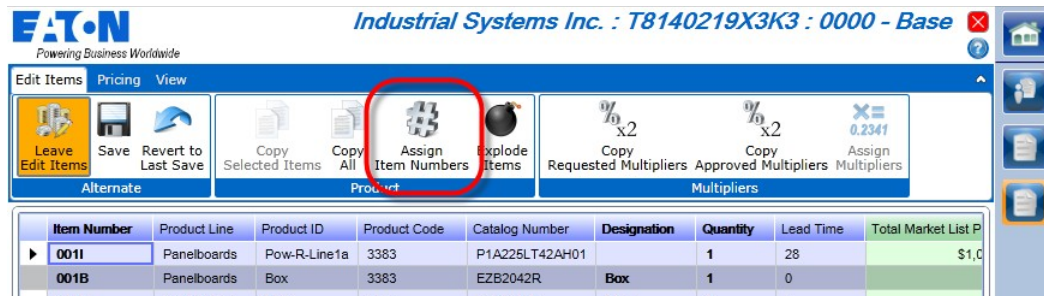 EATON
Powering Business Worldwide
Industrial Systems Inc. : T8140219X3K3 : 0000 - Base
Edit Items Pricing View
Leave Edit Items
Save
Revert to Last Save
Copy Selected Items
Copy All
# Assign Item Numbers
Explode Items
% x2 Copy Requested Multipliers
% x2 Copy Approved Multipliers
X= 0.2341 Assign Multipliers
Alternate Product Multipliers
Item Number Product Line Product ID Product Code Catalog Number Designation Quantity Lead Time Total Market List P
001I Panelboards Pow-R-Line1a 3383 P1A225LT42AH01 1 28 $1,0
001B Panelboards Box 3383 EZB2042R Box 1 0